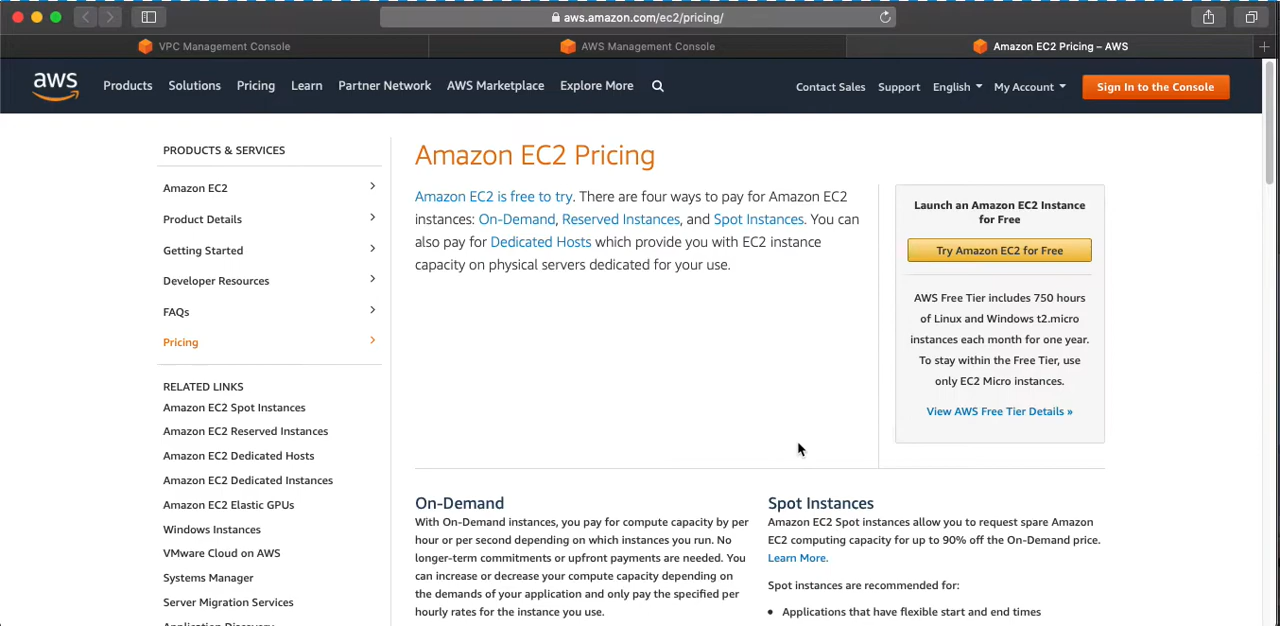 aws.amazon.com/ec2/pricing/
VPC Management Console
AWS Management Console
Amazon EC2 Pricing – AWS
aws
Products
Solutions
Pricing
Learn
Partner Network
AWS Marketplace
Explore More
Contact Sales
Support
English
My Account
Sign In to the Console
PRODUCTS & SERVICES
Amazon EC2
Product Details
Getting Started
Developer Resources
FAQs
Pricing
RELATED LINKS
Amazon EC2 Spot Instances
Amazon EC2 Reserved Instances
Amazon EC2 Dedicated Hosts
Amazon EC2 Dedicated Instances
Amazon EC2 Elastic GPUs
Windows Instances
VMware Cloud on AWS
Systems Manager
Server Migration Services
Application Discovery
Amazon EC2 Pricing
Amazon EC2 is free to try. There are four ways to pay for Amazon EC2
instances: On-Demand, Reserved Instances, and Spot Instances. You can
also pay for Dedicated Hosts which provide you with EC2 instance
capacity on physical servers dedicated for your use.
Launch an Amazon EC2 Instance
for Free
Try Amazon EC2 for Free
AWS Free Tier includes 750 hours
of Linux and Windows t2.micro
instances each month for one year.
To stay within the Free Tier, use
only EC2 Micro instances.
View AWS Free Tier Details »
On-Demand
With On-Demand instances, you pay for compute capacity by per
hour or per second depending on which instances you run. No
longer-term commitments or upfront payments are needed. You
can increase or decrease your compute capacity depending on
the demands of your application and only pay the specified per
hourly rates for the instance you use.
Spot Instances
Amazon EC2 Spot instances allow you to request spare Amazon
EC2 computing capacity for up to 90% off the On-Demand price.
Learn More.
Spot instances are recommended for:
• Applications that have flexible start and end times